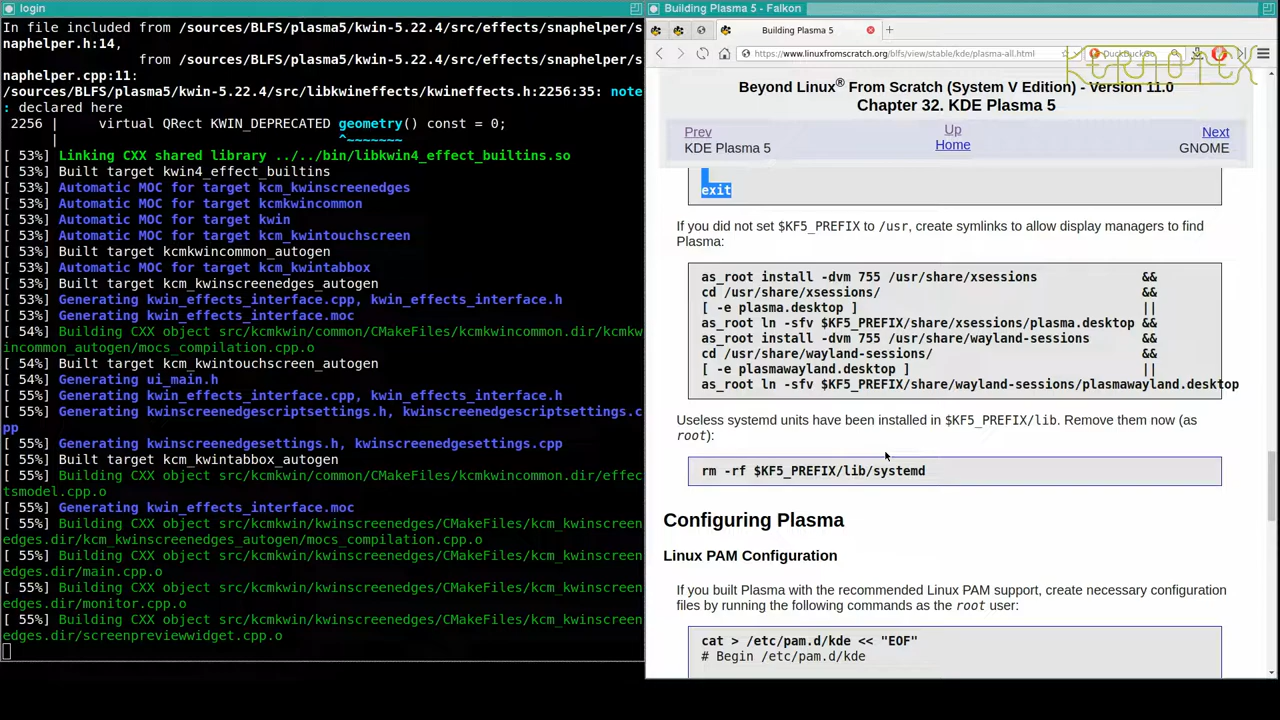 login
In file included from /sources/BLFS/plasma5/kwin-5.22.4/src/effects/snaphelper/s
naphelper.h:14,
from /sources/BLFS/plasma5/kwin-5.22.4/src/effects/snaphelper/s
naphelper.cpp:11:
/sources/BLFS/plasma5/kwin-5.22.4/src/libkwineffects/kwineffects.h:2256:35: note
: declared here
2256 |     virtual QRect KWIN_DEPRECATED geometry() const = 0;
|                                   ^~~~~~~~
[ 53%] Linking CXX shared library ../../bin/libkwin4_effect_builtins.so
[ 53%] Built target kwin4_effect_builtins
[ 53%] Automatic MOC for target kcm_kwinscreenedges
[ 53%] Automatic MOC for target kcmkwincommon
[ 53%] Automatic MOC for target kwin
[ 53%] Automatic MOC for target kcm_kwintouchscreen
[ 53%] Built target kcmkwincommon_autogen
[ 53%] Automatic MOC for target kcm_kwintabbox
[ 53%] Built target kcm_kwinscreenedges_autogen
[ 53%] Generating kwin_effects_interface.cpp, kwin_effects_interface.h
[ 53%] Generating kwin_effects_interface.moc
[ 54%] Building CXX object src/kcmkwin/common/CMakeFiles/kcmkwincommon.dir/kcmkw
incommon_autogen/mocs_compilation.cpp.o
[ 54%] Built target kcm_kwintouchscreen_autogen
[ 54%] Generating ui_main.h
[ 55%] Generating kwin_effects_interface.cpp, kwin_effects_interface.h
[ 55%] Generating kwinscreenedgescriptsettings.h, kwinscreenedgescriptsettings.c
pp
[ 55%] Generating kwinscreenedgesettings.h, kwinscreenedgesettings.cpp
[ 55%] Built target kcm_kwintabbox_autogen
[ 55%] Building CXX object src/kcmkwin/common/CMakeFiles/kcmkwincommon.dir/effec
tsmodel.cpp.o
[ 55%] Generating kwin_effects_interface.moc
[ 55%] Building CXX object src/kcmkwin/kwinscreenedges/CMakeFiles/kcm_kwinscreen
edges.dir/kcm_kwinscreenedges_autogen/mocs_compilation.cpp.o
[ 55%] Building CXX object src/kcmkwin/kwinscreenedges/CMakeFiles/kcm_kwinscreen
edges.dir/main.cpp.o
[ 55%] Building CXX object src/kcmkwin/kwinscreenedges/CMakeFiles/kcm_kwinscreen
edges.dir/monitor.cpp.o
[ 55%] Building CXX object src/kcmkwin/kwinscreenedges/CMakeFiles/kcm_kwinscreen
edges.dir/screenpreviewwidget.cpp.o
Building Plasma 5 - Falkon
Building Plasma 5
https://www.linuxfromscratch.org/blfs/view/stable/kde/plasma-all.html
Beyond Linux® From Scratch (System V Edition) - Version 11.0
Chapter 32. KDE Plasma 5
Prev Up Next
KDE Plasma 5 Home GNOME
exit
If you did not set $KF5_PREFIX to /usr, create symlinks to allow display managers to find
Plasma:
as_root install -dvm 755 /usr/share/xsessions              &&
cd /usr/share/xsessions/                                   &&
[ -e plasma.desktop ]                                      ||
as_root ln -sfv $KF5_PREFIX/share/xsessions/plasma.desktop &&
as_root install -dvm 755 /usr/share/wayland-sessions       &&
cd /usr/share/wayland-sessions/                            &&
[ -e plasmawayland.desktop ]                               ||
as_root ln -sfv $KF5_PREFIX/share/wayland-sessions/plasmawayland.desktop
Useless systemd units have been installed in $KF5_PREFIX/lib. Remove them now (as
root):
rm -rf $KF5_PREFIX/lib/systemd
Configuring Plasma
Linux PAM Configuration
If you built Plasma with the recommended Linux PAM support, create necessary configuration
files by running the following commands as the root user:
cat > /etc/pam.d/kde << "EOF"
# Begin /etc/pam.d/kde